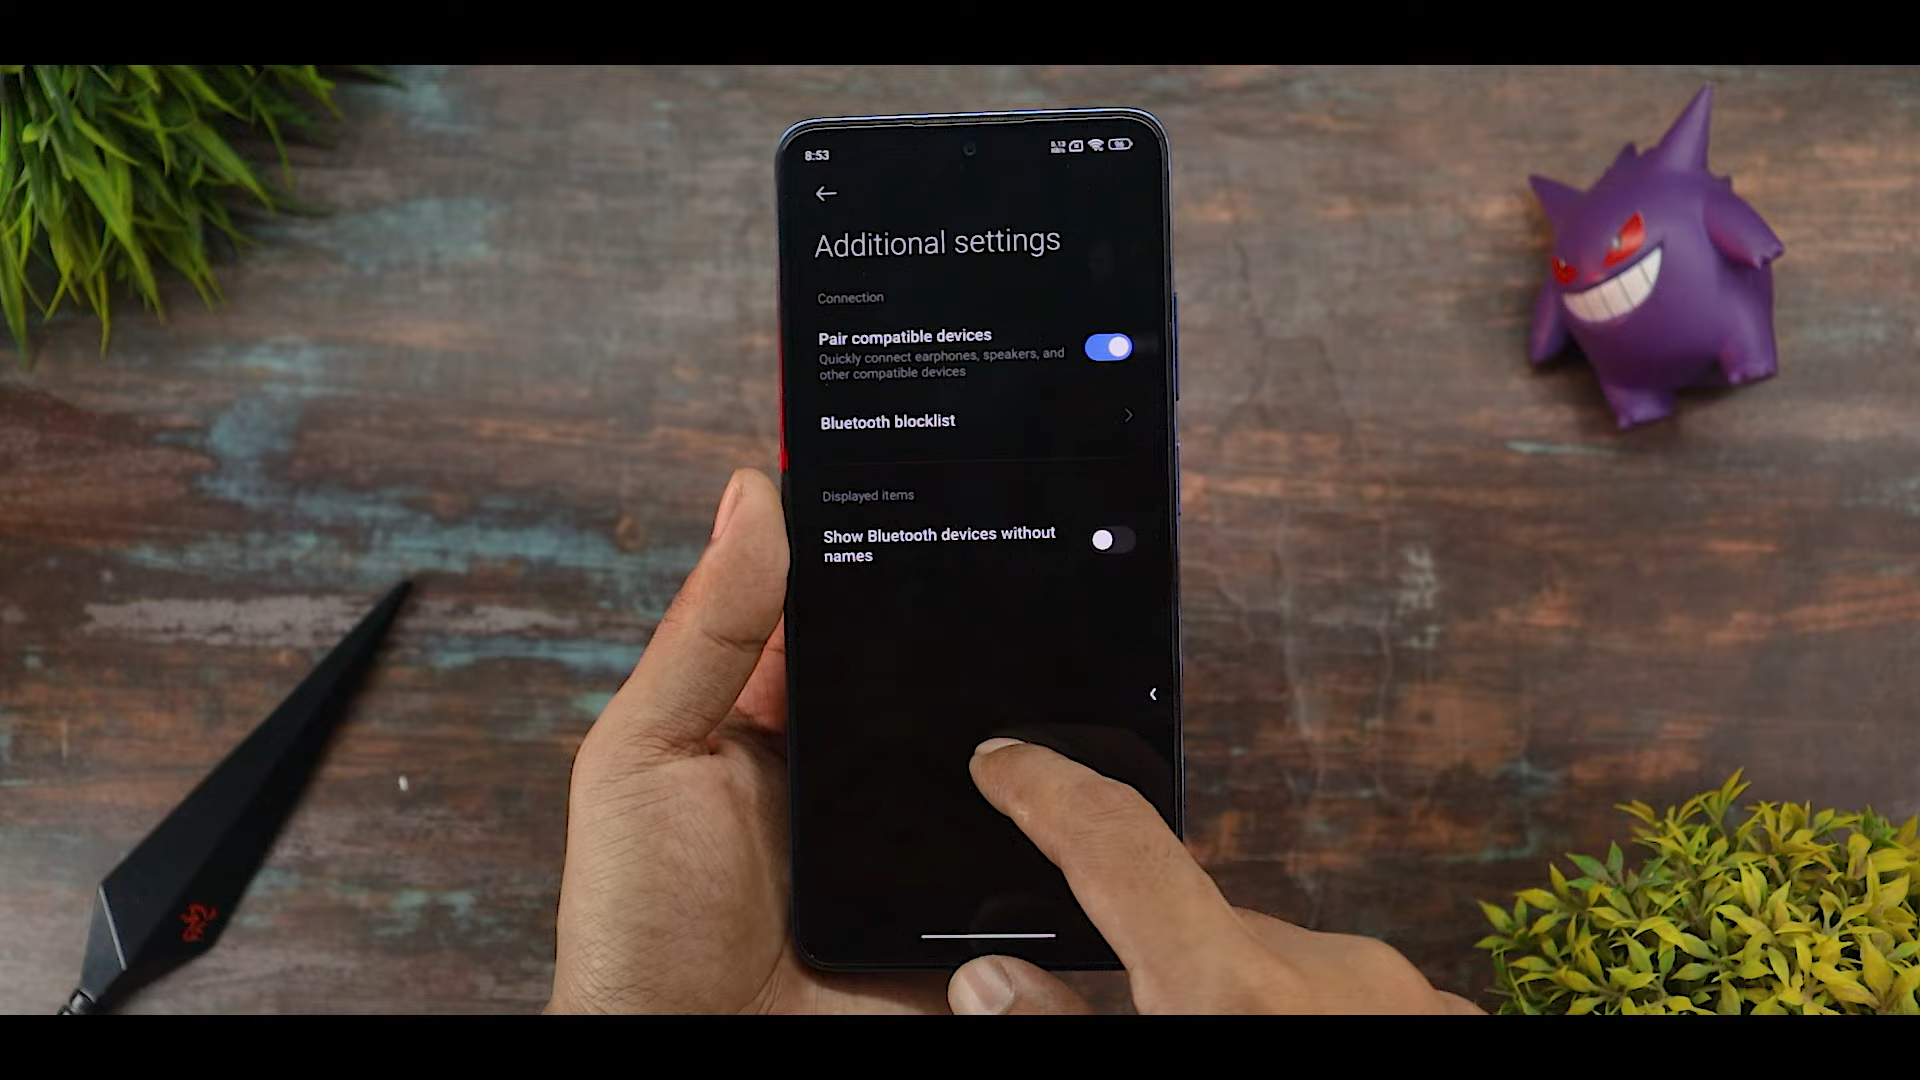 8:53
Additional settings
Connection
Pair compatible devices
Quickly connect earphones, speakers, and
other compatible devices
Bluetooth blocklist
Displayed items
Show Bluetooth devices without
names